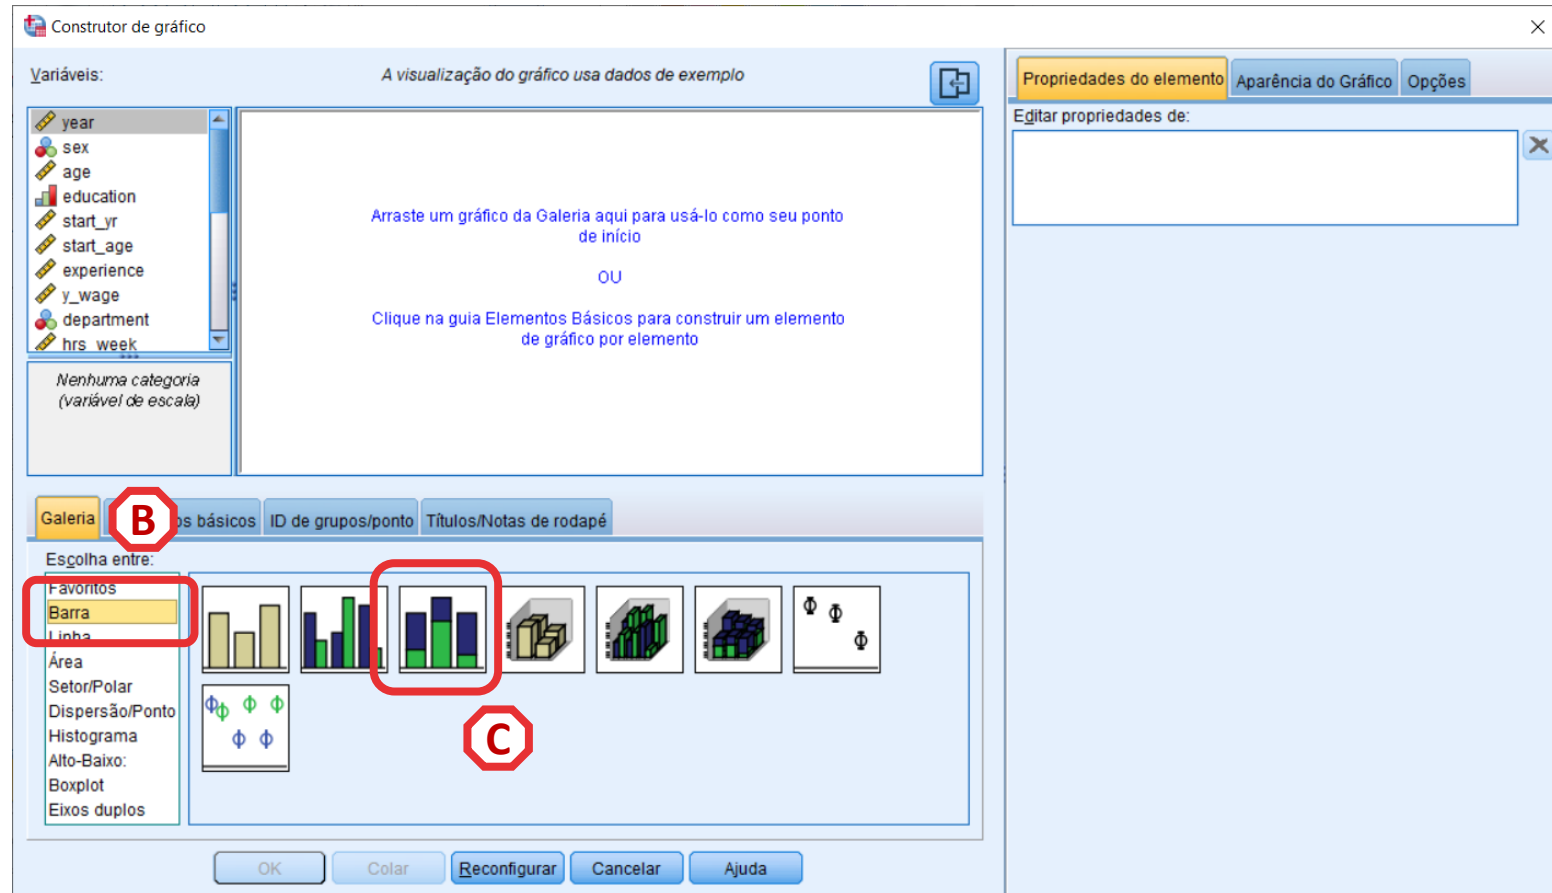 Construtor de gráfico
Variáveis:
A visualização do gráfico usa dados de exemplo
year
sex
age
education
start_yr
start_age
experience
y_wage
department
hrs_week
Nenhuma categoria
(variável de escala)
Arraste um gráfico da Galeria aqui para usá-lo como seu ponto
de início
OU
Clique na guia Elementos Básicos para construir um elemento
de gráfico por elemento
Propriedades do elemento
Aparência do Gráfico
Opções
Editar propriedades de:
Galeria
B
os básicos
ID de grupos/ponto
Títulos/Notas de rodapé
Escolha entre:
Favoritos
Barra
Linha
Área
Setor/Polar
Dispersão/Ponto
Histograma
Alto-Baixo:
Boxplot
Eixos duplos
C
OK
Colar
Reconfigurar
Cancelar
Ajuda